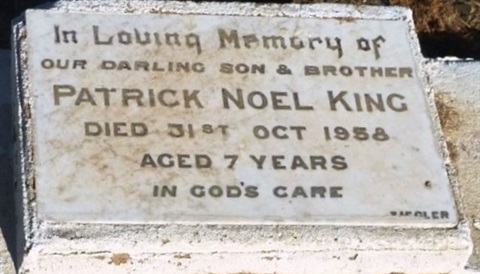 In Loving Memory of
OUR DARLING SON & BROTHER
PATRICK NOEL KING
DIED 31ST OCT 1958
AGED 7 YEARS
IN GOD'S CARE